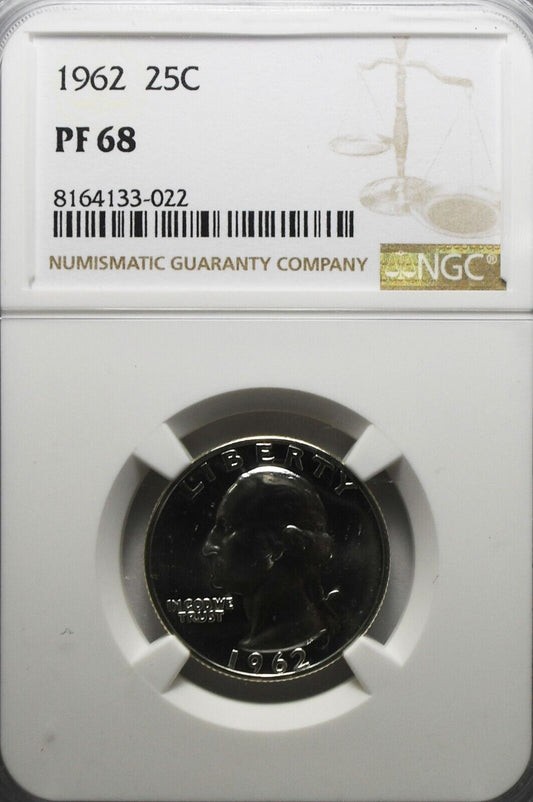 1962 25C
PF 68
8164133-022
NUMISMATIC GUARANTY COMPANY NGC®
LIBERTY
IN GOD WE
TRUST
1962